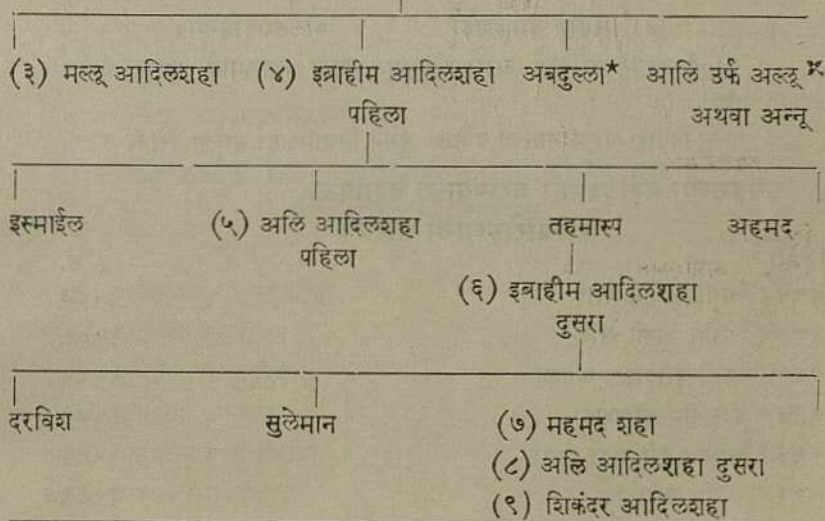 (३) मल्लू आदिलशहा (४) इब्राहीम आदिलशहा अबदुल्ला* आलि उर्फ अल्लू×
पहिला अथवा अन्नू
इस्माईल (५) अलि आदिलशहा तहमास्प अहमद
पहिला
(६) इब्राहीम आदिलशहा
दुसरा
दरविश सुलेमान (७) महमद शहा
(८) अलि आदिलशहा दुसरा
(९) शिकंदर आदिलशहा